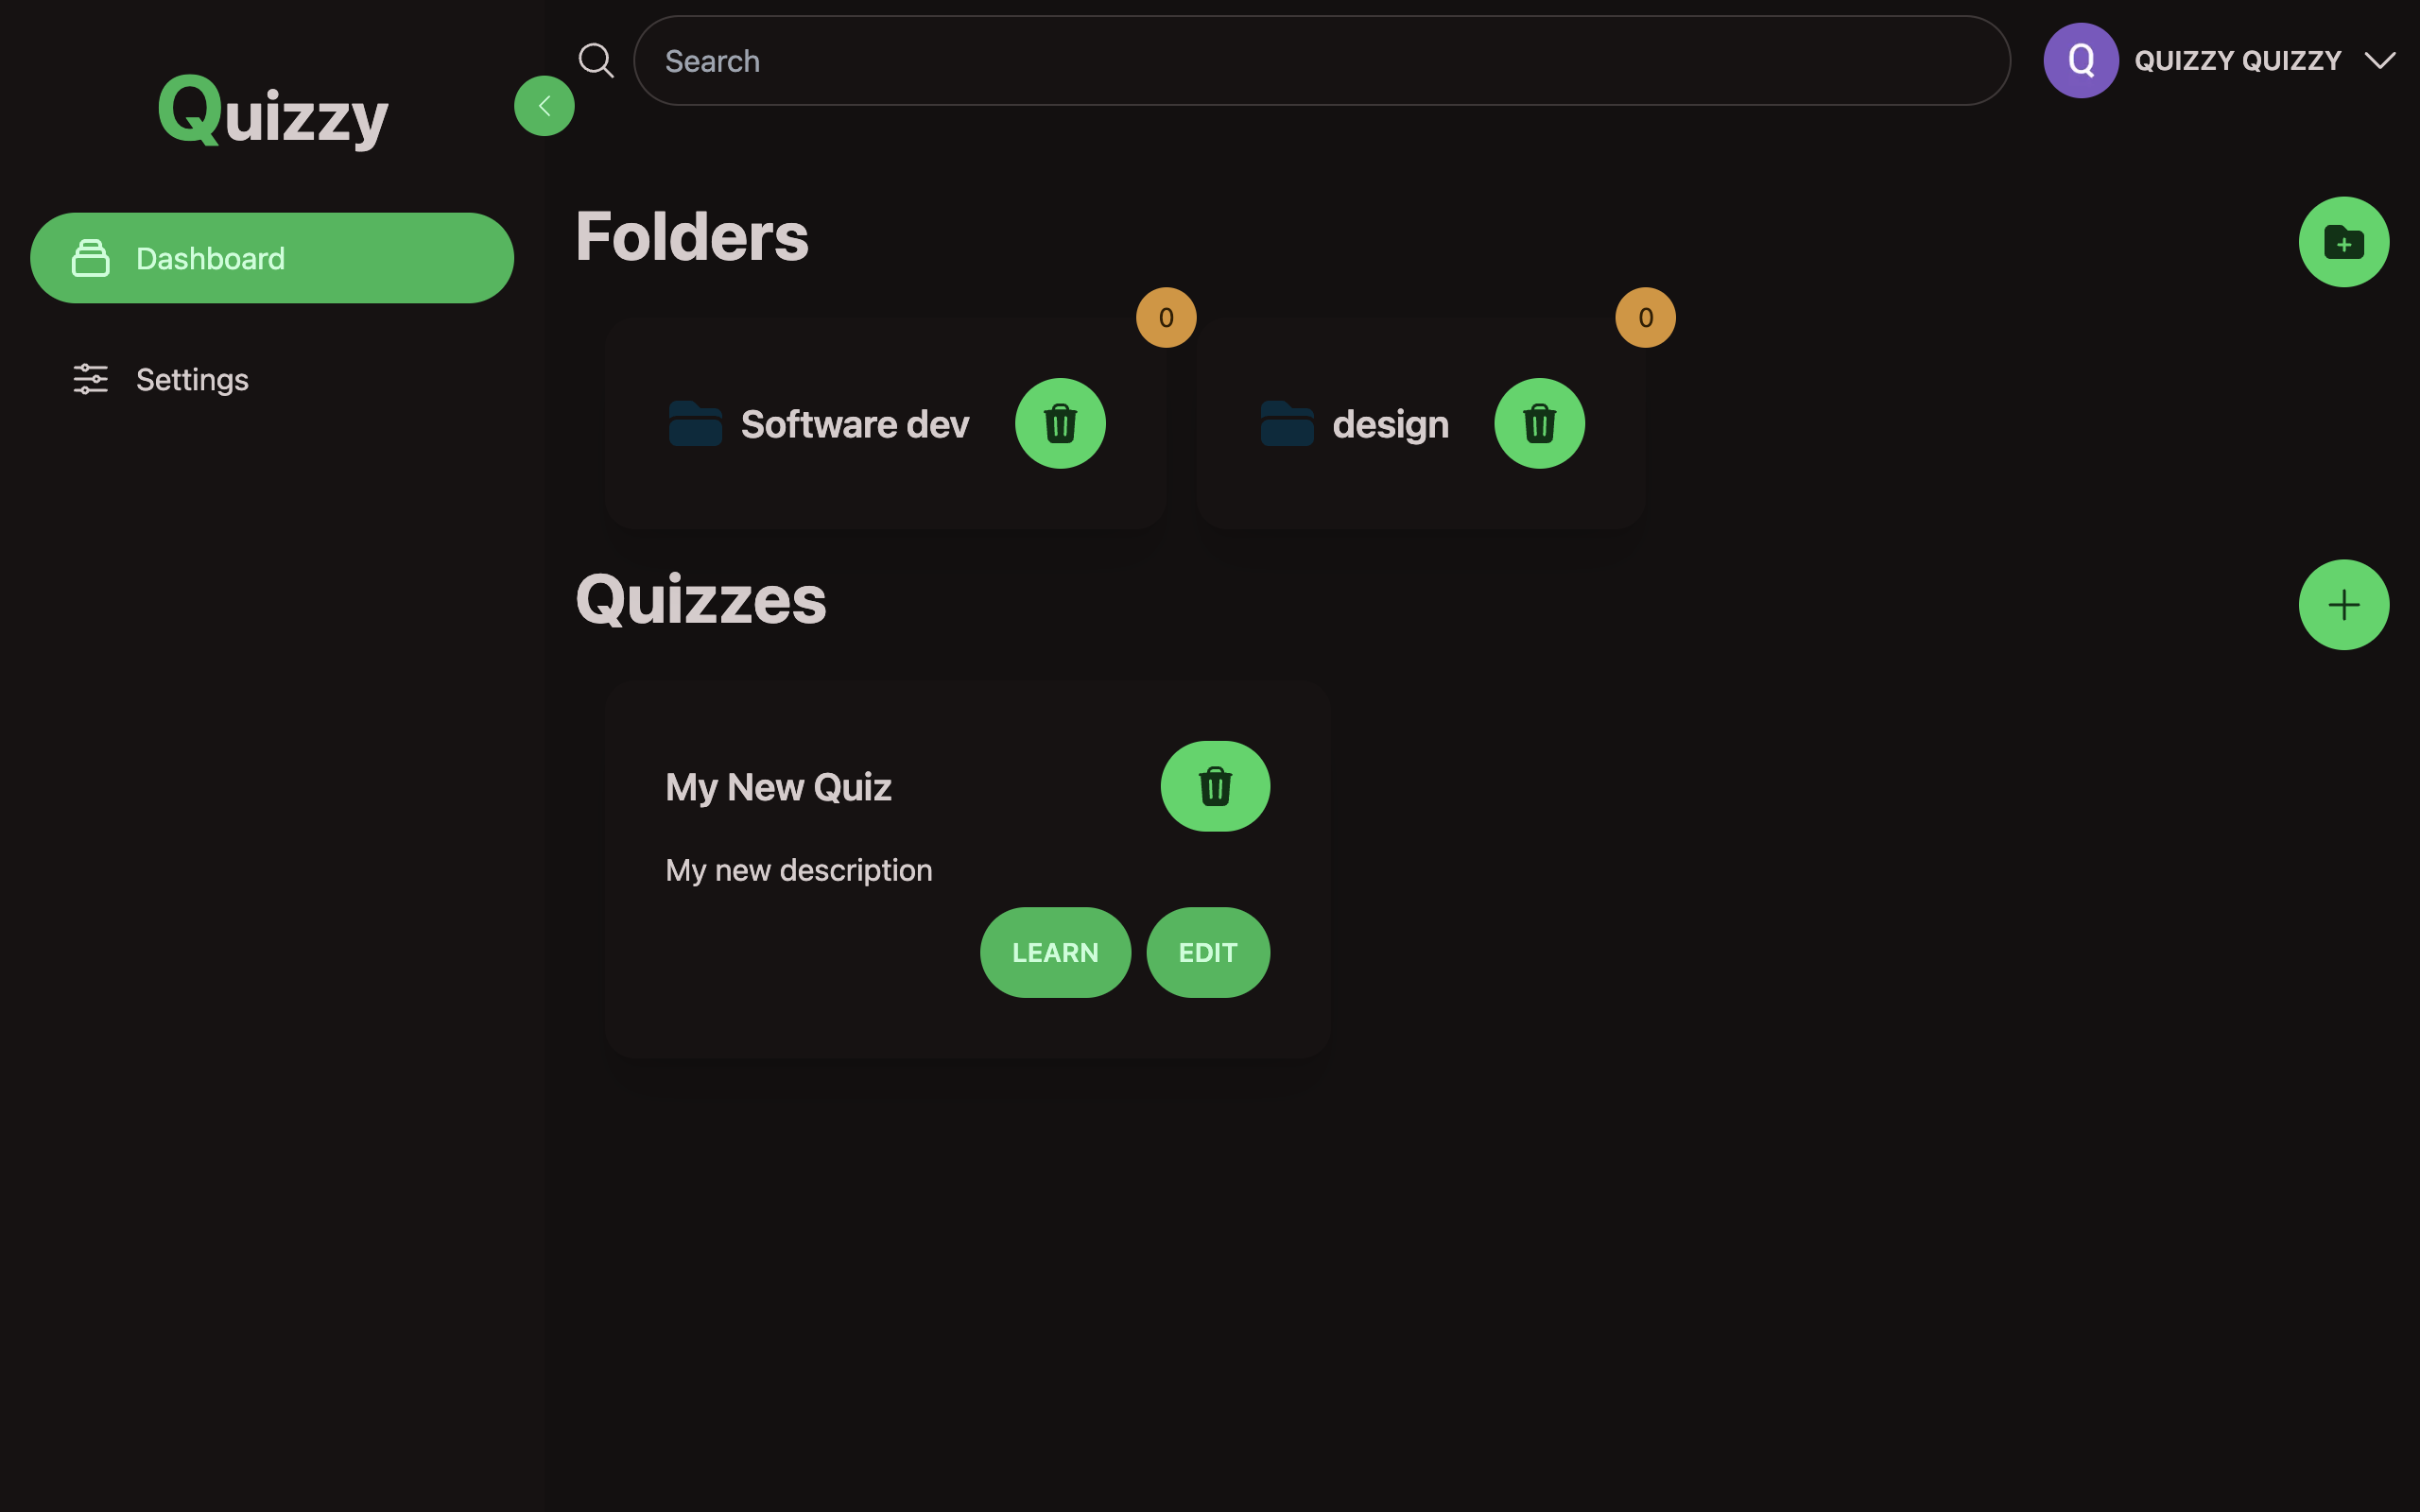 Quizzy
Search
Q
QUIZZY QUIZZY
Dashboard
Settings
Folders
0
0
Software dev
design
Quizzes
My New Quiz
My new description
LEARN
EDIT